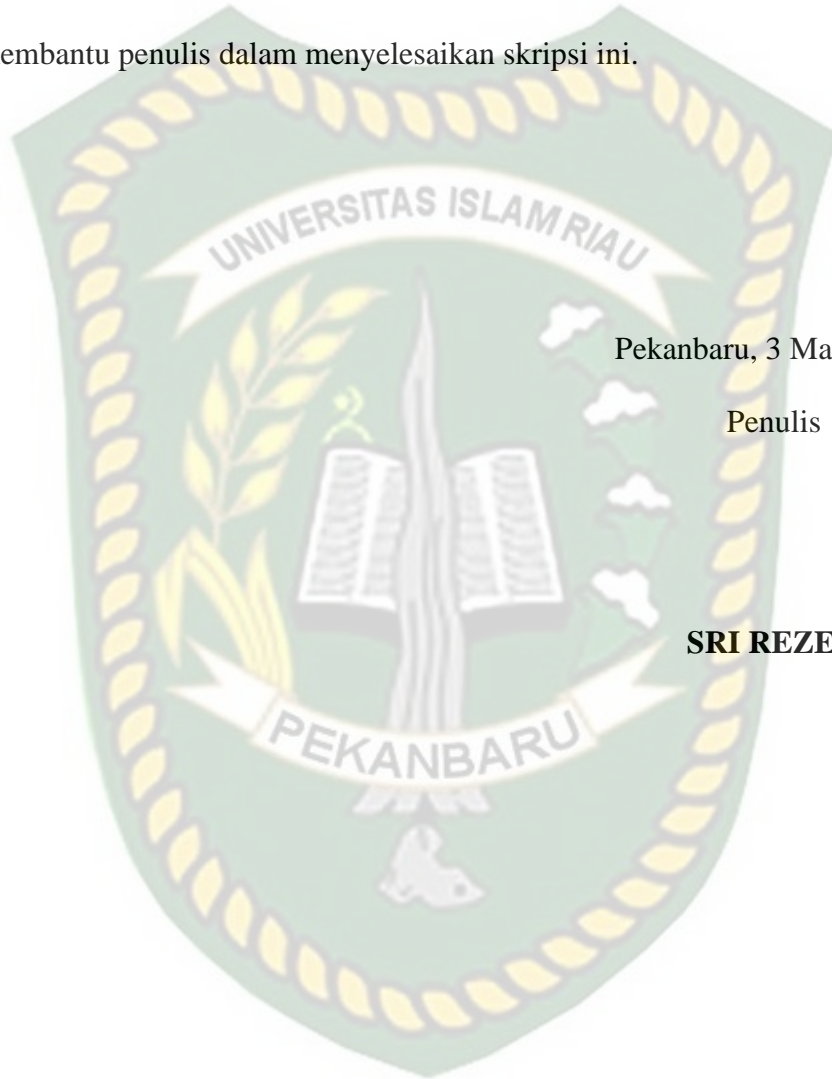 embantu penulis dalam menyelesaikan skripsi ini.
UNIVERSITAS ISLAM RIAU
Pekanbaru, 3 Ma
Penulis
SRI REZE
PEKANBARU